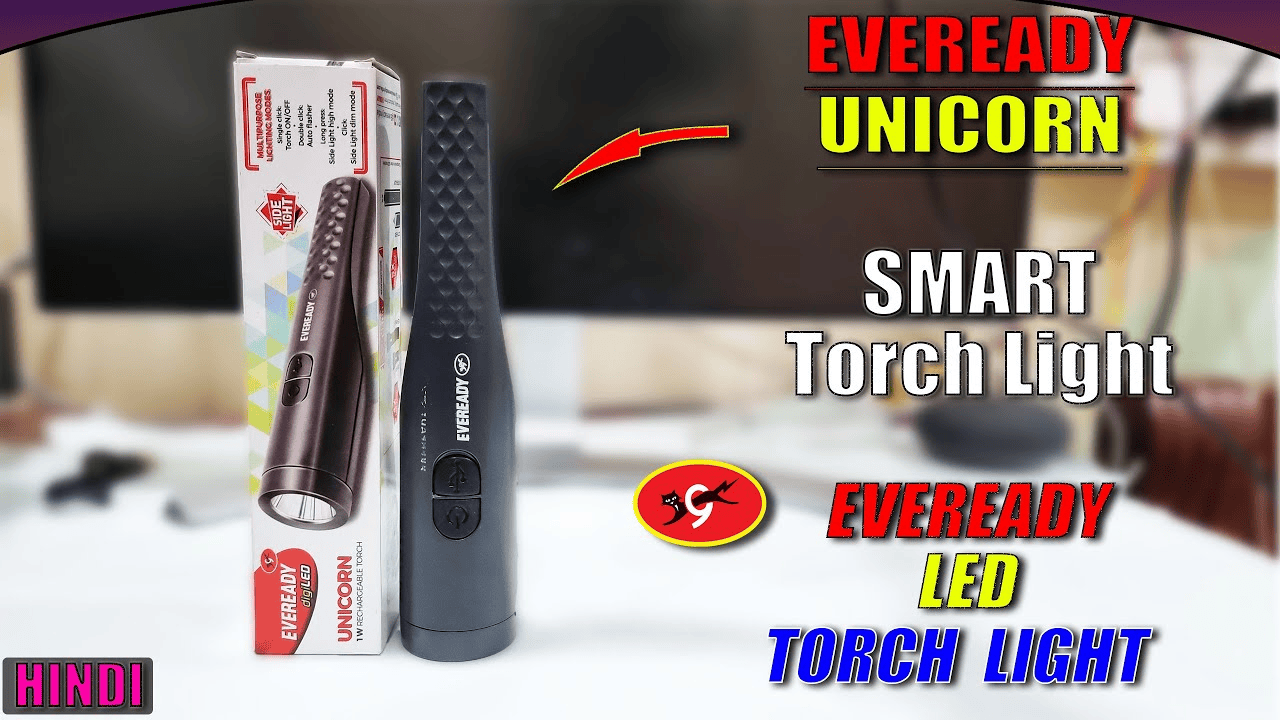 EVEREADY
UNICORN
SMART
Torch Light
9
EVEREADY
LED
TORCH LIGHT
HINDI
MULTIPURPOSE
LIGHTING MODES
Single click:
Torch ON/OFF
Double click:
Auto flasher
Long press:
Side Light high mode
Click:
Side Light dim mode
SIDE
LIGHT
EVEREADY
9
EVEREADY
digiLED
UNICORN
1 W RECHARGEABLE TORCH
EVEREADY